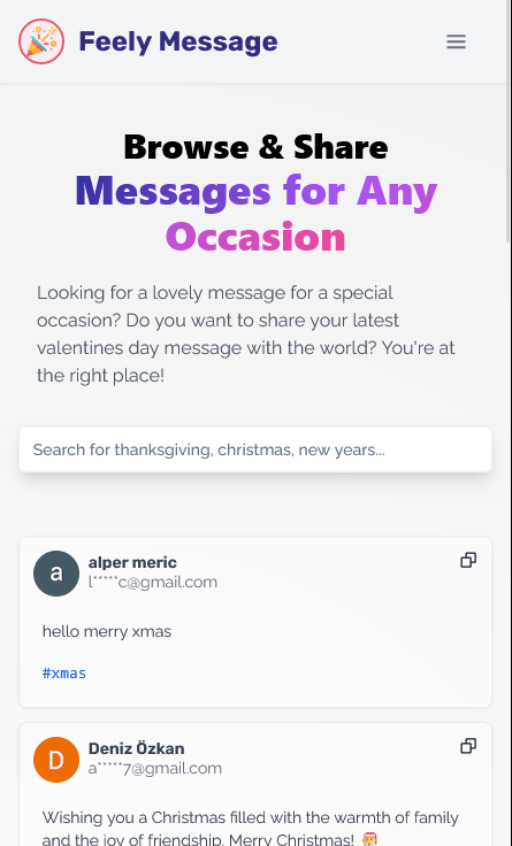 Feely Message
Browse & Share
Messages for Any
Occasion
Looking for a lovely message for a special
occasion? Do you want to share your latest
valentines day message with the world? You're at
the right place!
Search for thanksgiving, christmas, new years...
a
alper meric
l*****c@gmail.com
hello merry xmas
#xmas
D
Deniz Özkan
a*****7@gmail.com
Wishing you a Christmas filled with the warmth of family
and the joy of friendship. Merry Christmas! 🎅